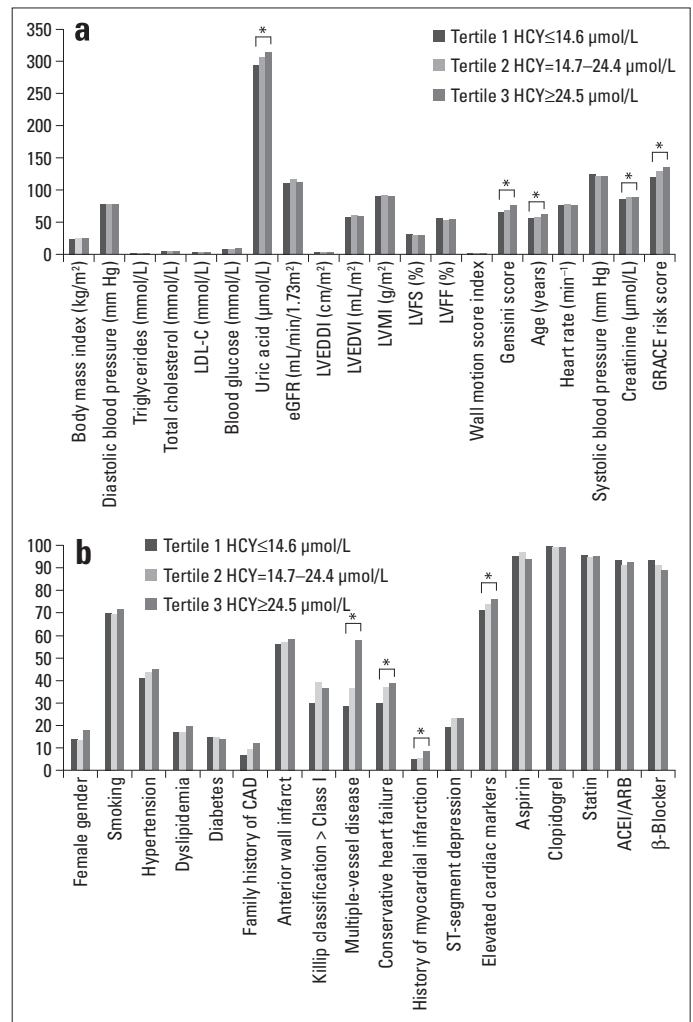 a
Tertile 1 HCY≤14.6 µmol/L
Tertile 2 HCY=14.7–24.4 µmol/L
Tertile 3 HCY≥24.5 µmol/L
350
300
250
200
150
100
50
0
*
*
*
*
*
Body mass index (kg/m²)
Diastolic blood pressure (mm Hg)
Triglycerides (mmol/L)
Total cholesterol (mmol/L)
LDL-C (mmol/L)
Blood glucose (mmol/L)
Uric acid (µmol/L)
eGFR (mL/min/1.73m²)
LVEDDI (cm/m²)
LVEDVI (mL/m²)
LVMI (g/m²)
LVFS (%)
LVFF (%)
Wall motion score index
Gensini score
Age (years)
Heart rate (min⁻¹)
Systolic blood pressure (mm Hg)
Creatinine (µmol/L)
GRACE risk score
b
Tertile 1 HCY≤14.6 µmol/L
Tertile 2 HCY=14.7–24.4 µmol/L
Tertile 3 HCY≥24.5 µmol/L
100
90
80
70
60
50
40
30
20
10
0
*
*
*
*
Female gender
Smoking
Hypertension
Dyslipidemia
Diabetes
Family history of CAD
Anterior wall infarct
Killip classification > Class I
Multiple-vessel disease
Conservative heart failure
History of myocardial infarction
ST-segment depression
Elevated cardiac markers
Aspirin
Clopidogrel
Statin
ACEI/ARB
β-Blocker